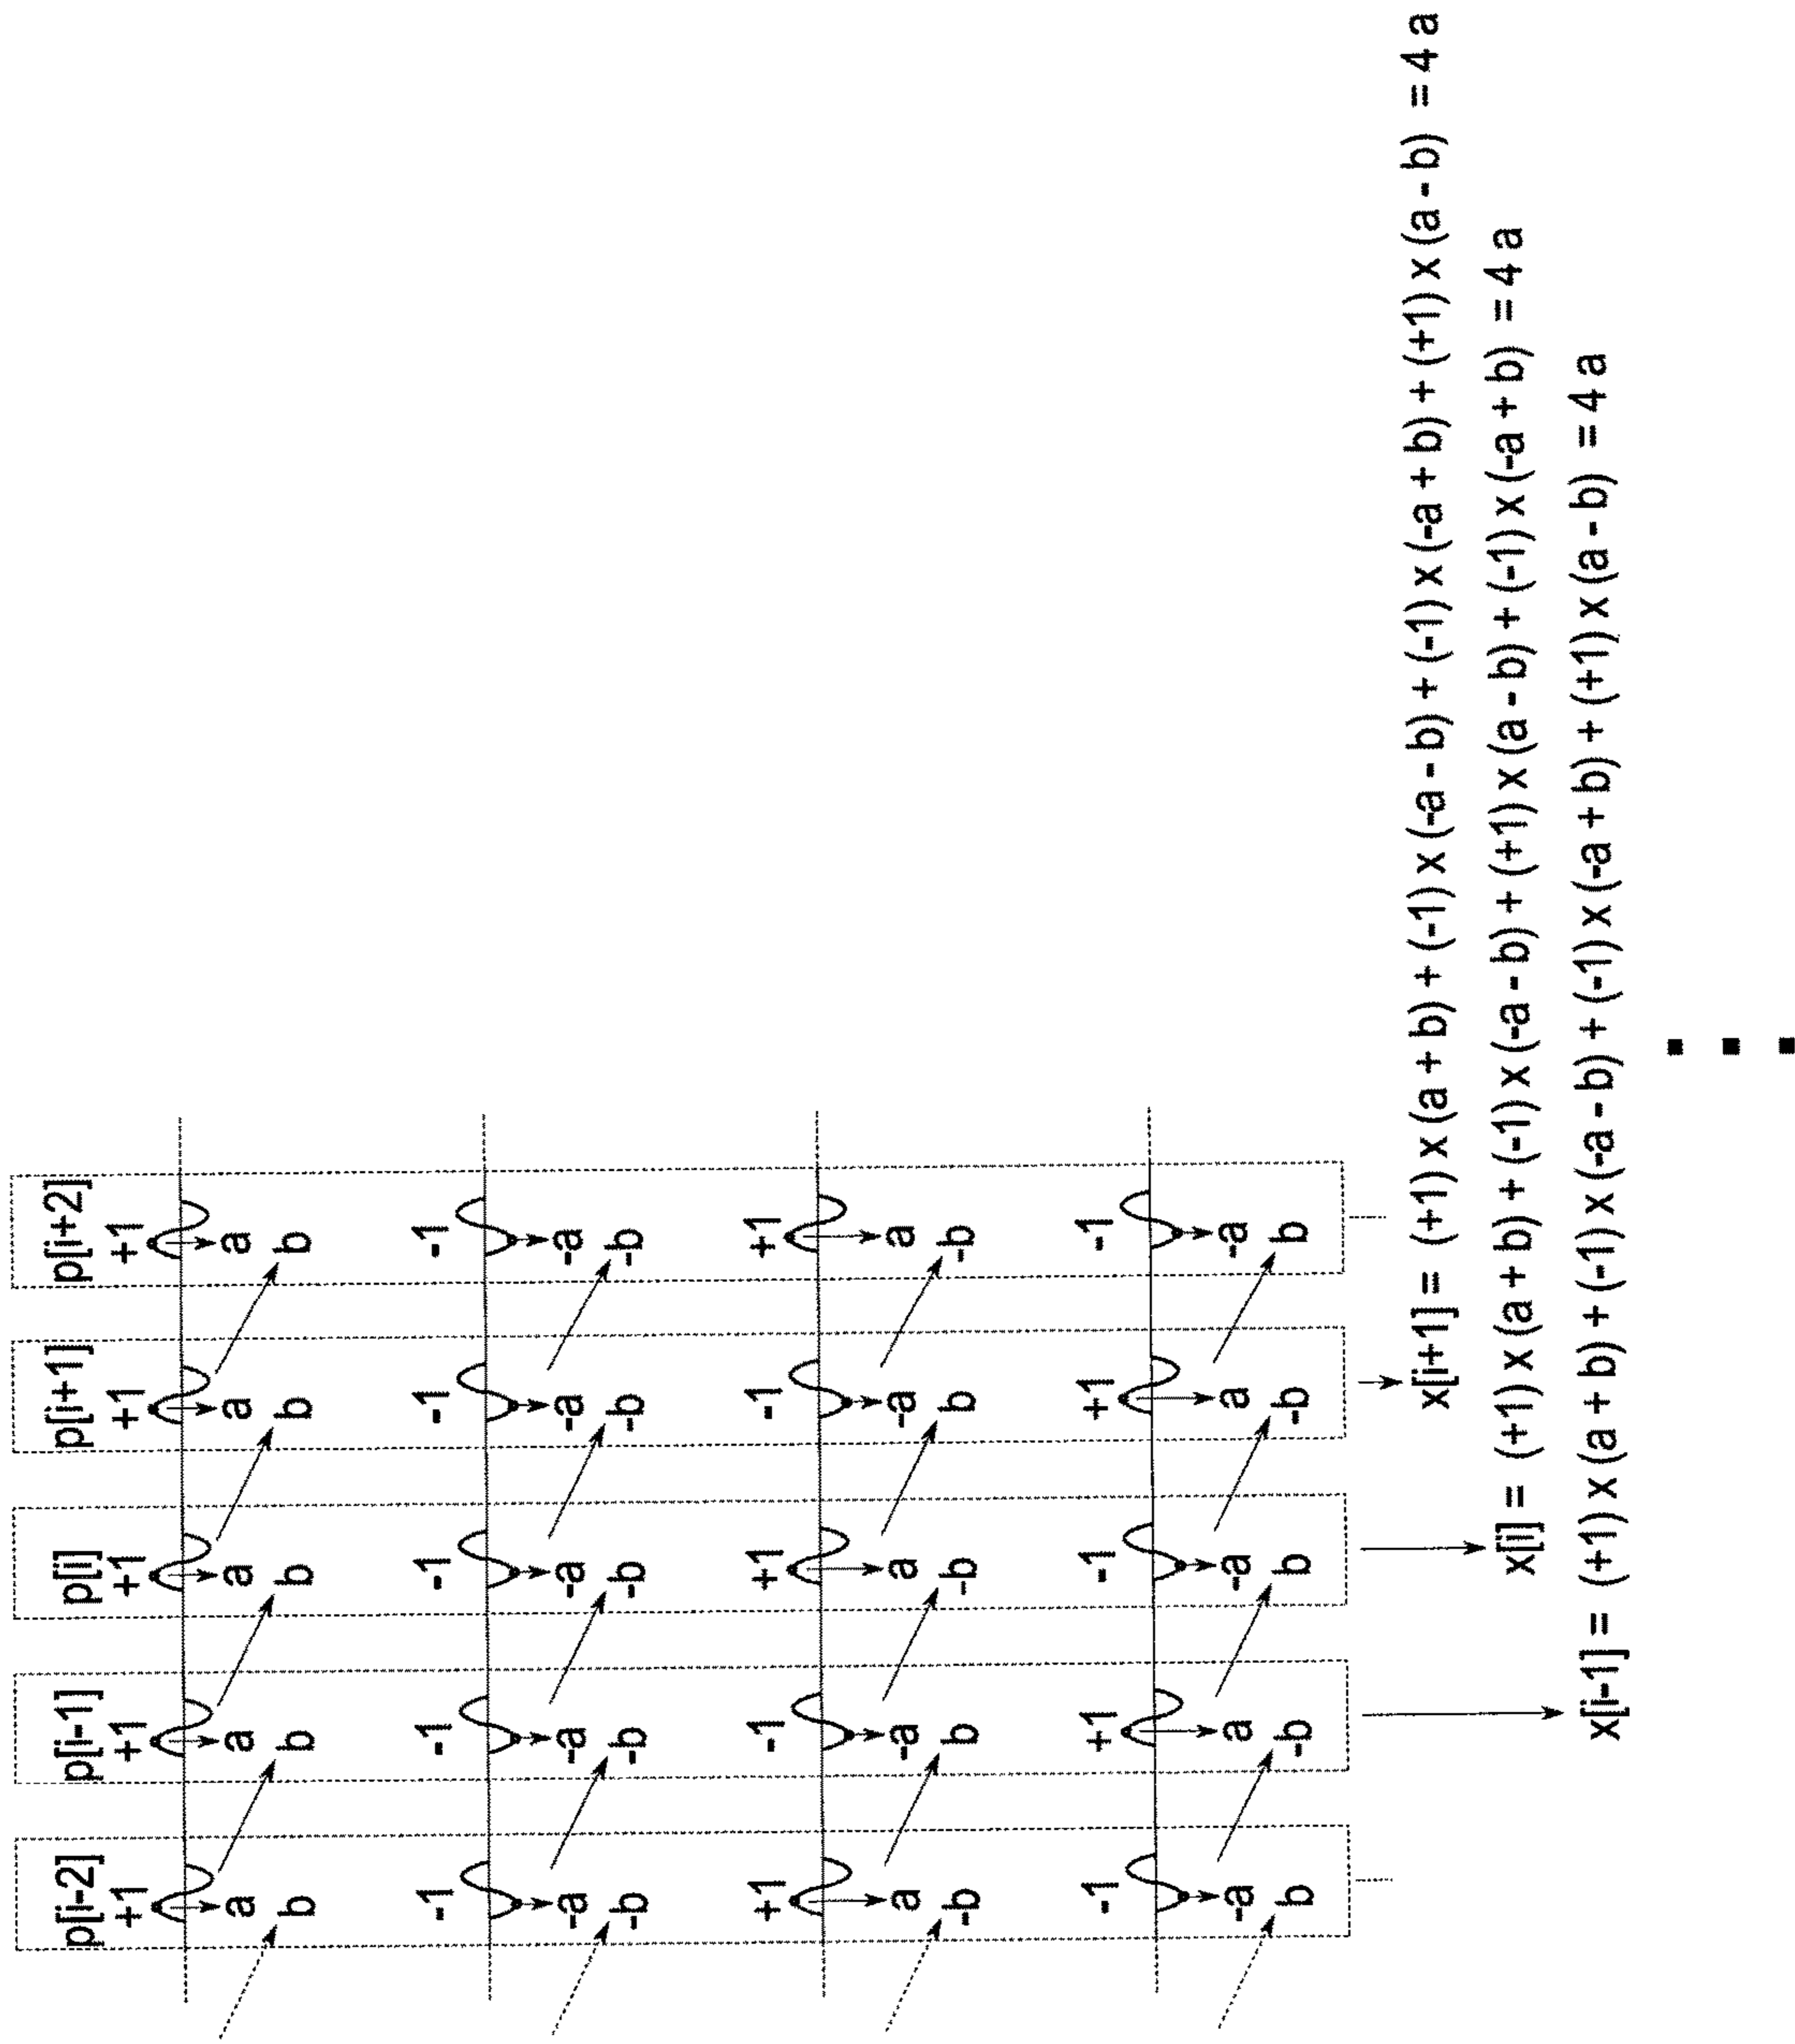 p[i-2] p[i-1] p[i] p[i+1] p[i+2]
+1 +1 +1 +1 +1
a a a a a
b b b b b
-1 -1 -1 -1 -1
-a -a -a -a -a
-b -b -b -b -b
+1 -1 +1 -1 +1
a -a a -a a
-b b -b b -b
-1 +1 -1 +1 -1
-a a -a a -a
b -b b -b b
x[i+1] = (+1) x (a + b) + (-1) x (-a - b) + (-1) x (-a + b) + (+1) x (a - b) = 4 a
x[i] = (+1) x (a + b) + (-1) x (-a - b) + (+1) x (a - b) + (-1) x (-a + b) = 4 a
x[i-1] = (+1) x (a + b) + (-1) x (-a - b) + (-1) x (-a + b) + (+1) x (a - b) = 4 a